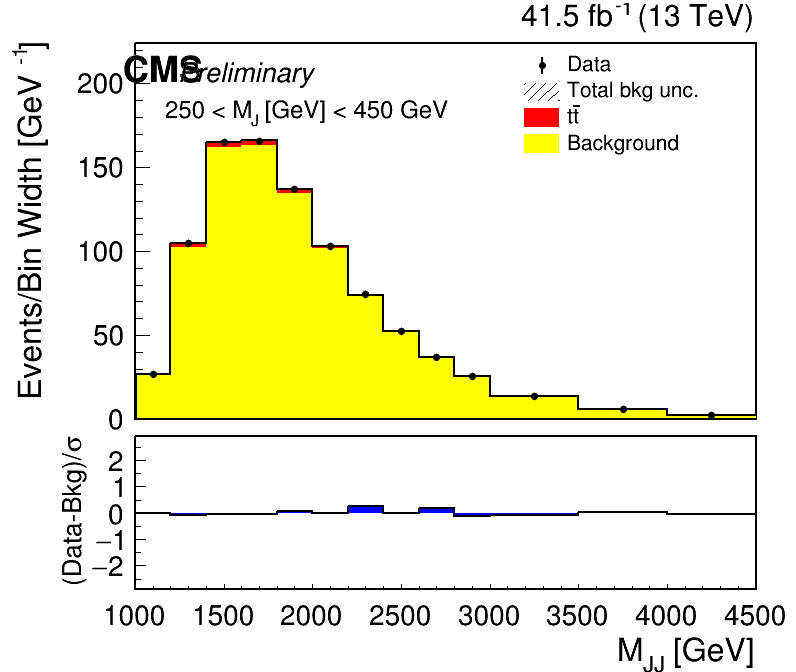 41.5 fb⁻¹ (13 TeV)
CMS Preliminary
250 < M_J [GeV] < 450 GeV
Data
Total bkg unc.
tt̄
Background
Events/Bin Width [GeV⁻¹]
200
150
100
50
0
(Data-Bkg)/σ
2
1
0
−1
−2
1000 1500 2000 2500 3000 3500 4000 4500
M_JJ [GeV]